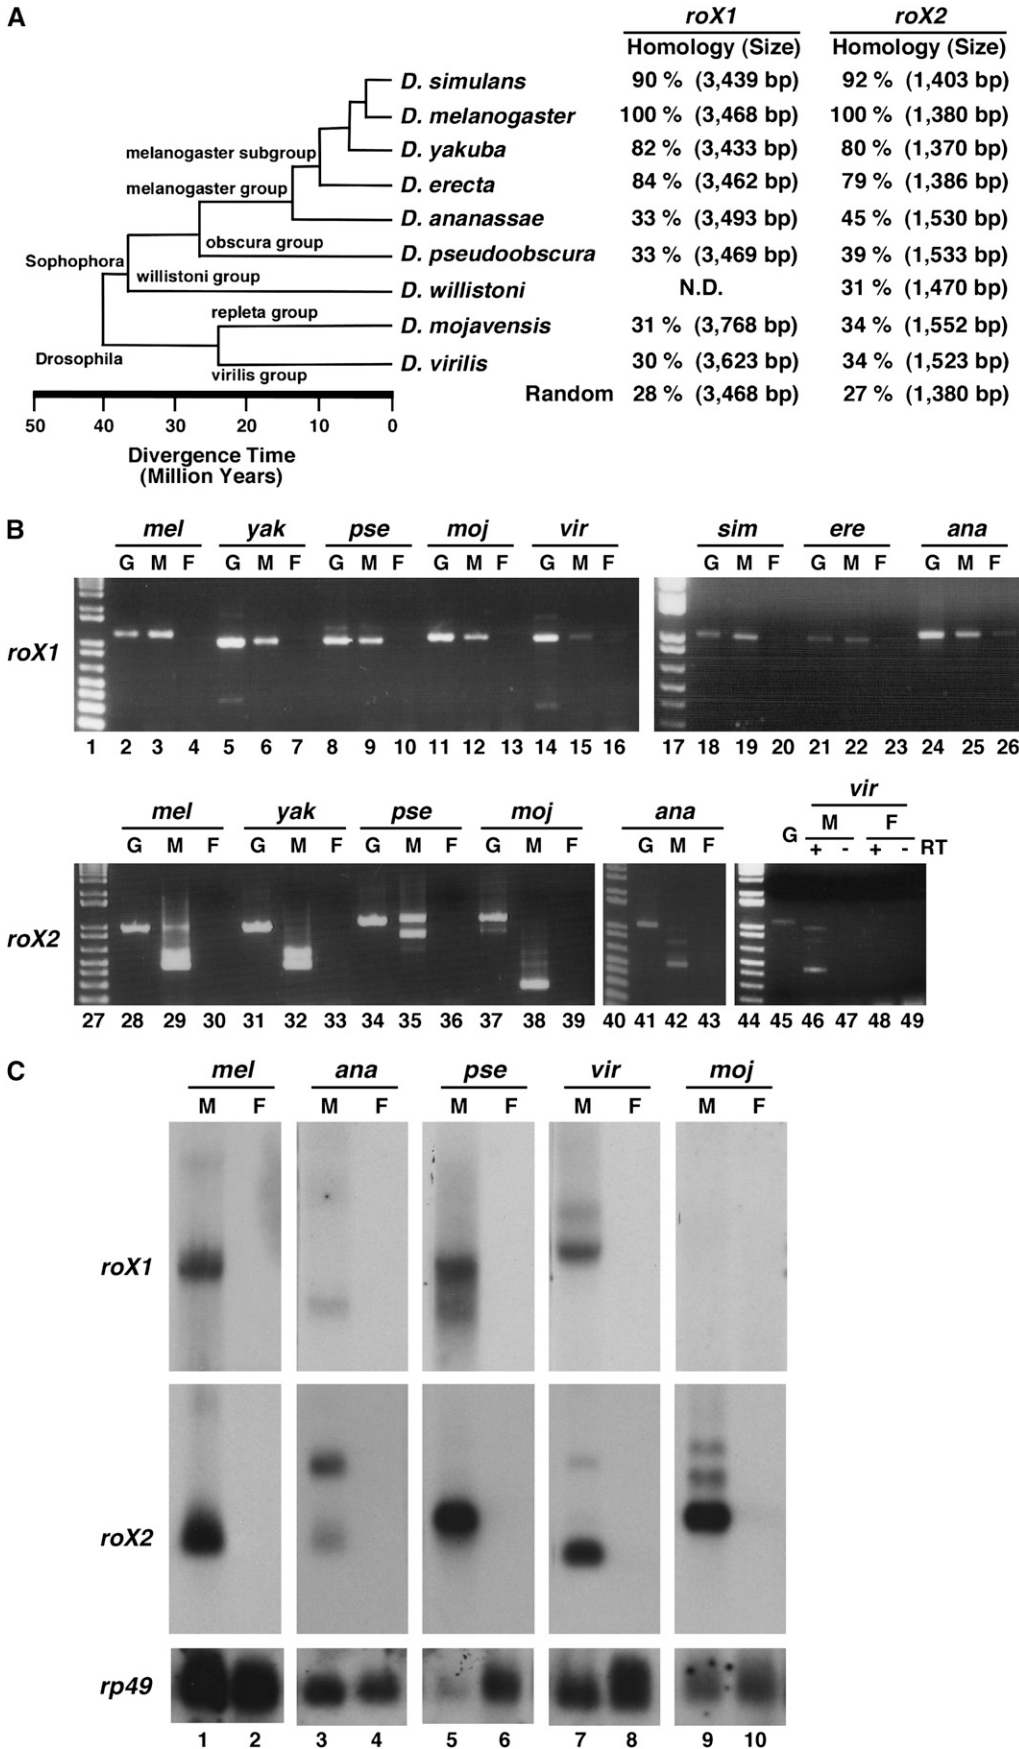 A
roX1 roX2
Homology (Size) Homology (Size)
D. simulans 90 % (3,439 bp) 92 % (1,403 bp)
D. melanogaster 100 % (3,468 bp) 100 % (1,380 bp)
D. yakuba 82 % (3,433 bp) 80 % (1,370 bp)
melanogaster subgroup
D. erecta 84 % (3,462 bp) 79 % (1,386 bp)
melanogaster group
D. ananassae 33 % (3,493 bp) 45 % (1,530 bp)
obscura group
D. pseudoobscura 33 % (3,469 bp) 39 % (1,533 bp)
Sophophora
willistoni group
D. willistoni N.D. 31 % (1,470 bp)
repleta group
D. mojavensis 31 % (3,768 bp) 34 % (1,552 bp)
Drosophila
D. virilis 30 % (3,623 bp) 34 % (1,523 bp)
virilis group
Random 28 % (3,468 bp) 27 % (1,380 bp)
50 40 30 20 10 0
Divergence Time
(Million Years)
B
mel yak pse moj vir sim ere ana
G M F G M F G M F G M F G M F G M F G M F G M F
roX1
1 2 3 4 5 6 7 8 9 10 11 12 13 14 15 16 17 18 19 20 21 22 23 24 25 26
vir
mel yak pse moj ana
M F
G M F G M F G M F G M F G M F G + - + - RT
roX2
27 28 29 30 31 32 33 34 35 36 37 38 39 40 41 42 43 44 45 46 47 48 49
C
mel ana pse vir moj
M F M F M F M F M F
roX1
roX2
rp49
1 2 3 4 5 6 7 8 9 10